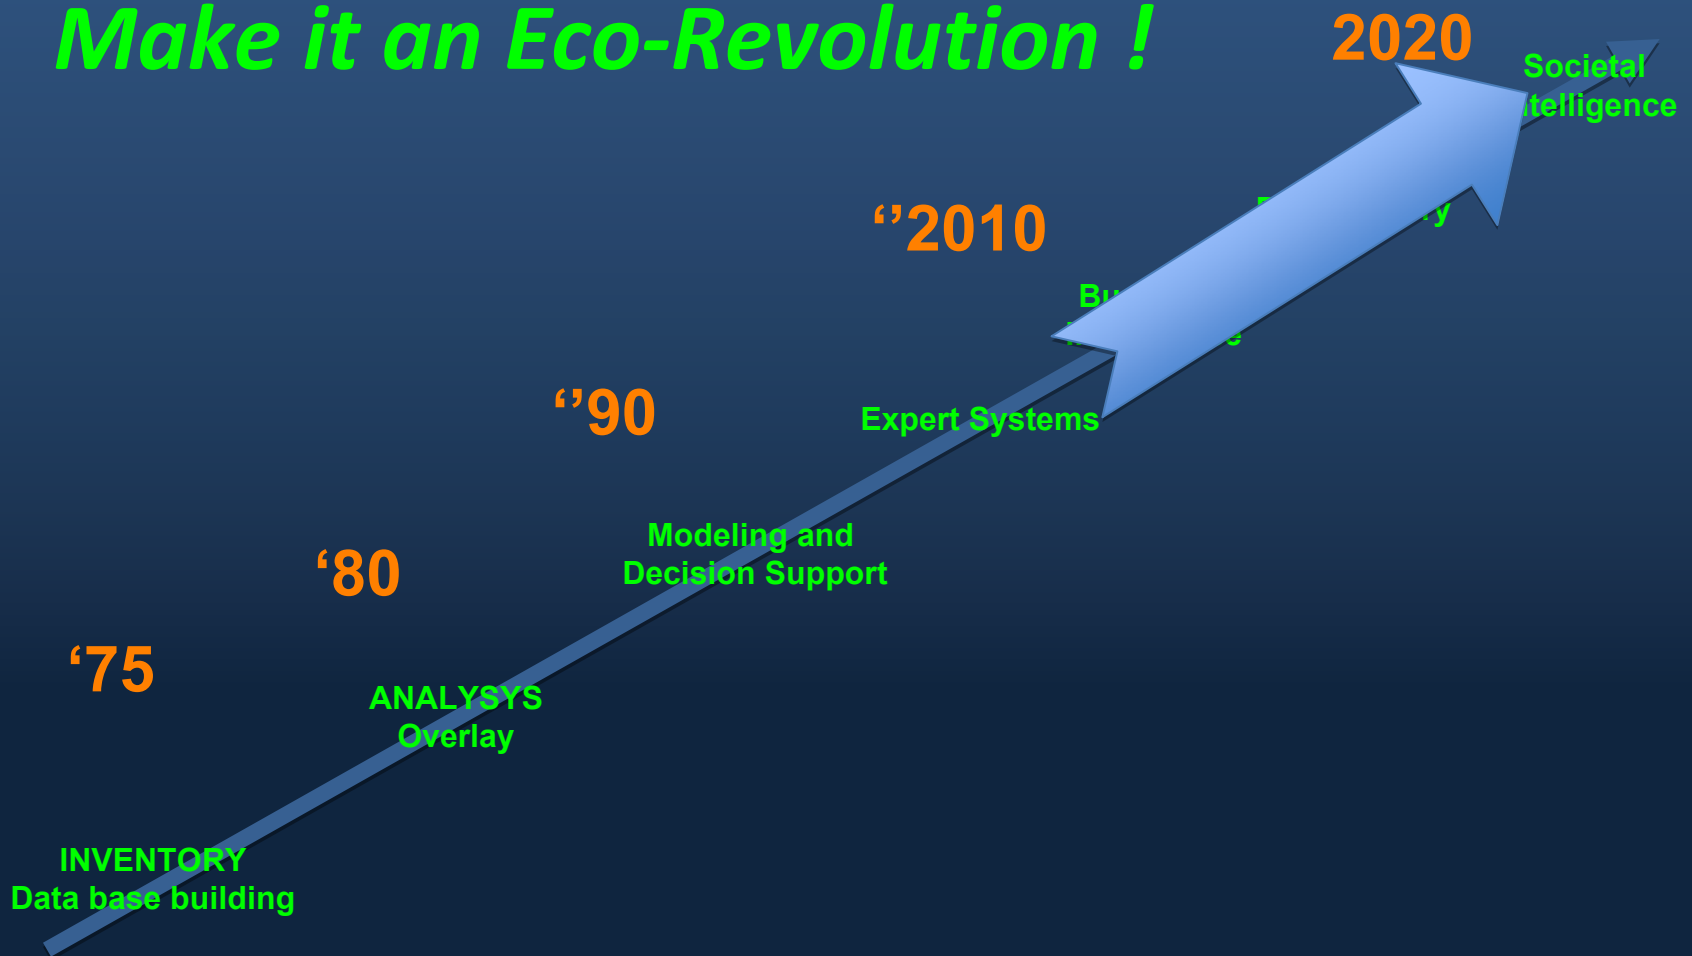 Make it an Eco-Revolution !
2020
Societal
‘’2010
‘’90
Expert Systems
Modeling and
Decision Support
‘80
‘75
ANALYSYS
Overlay
INVENTORY
Data base building